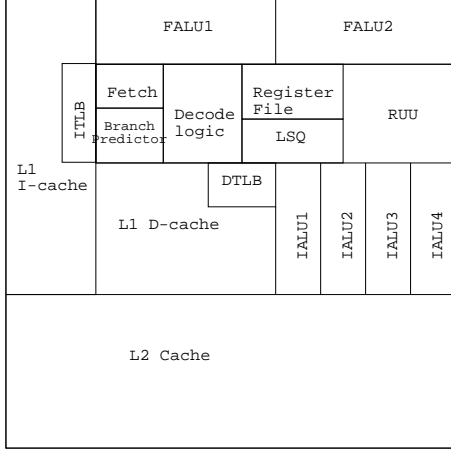 FALU1
FALU2
ITLB
Fetch
Branch
Predictor
Decode
logic
Register
File
LSQ
RUU
L1
I-cache
DTLB
L1 D-cache
IALU1
IALU2
IALU3
IALU4
L2 Cache